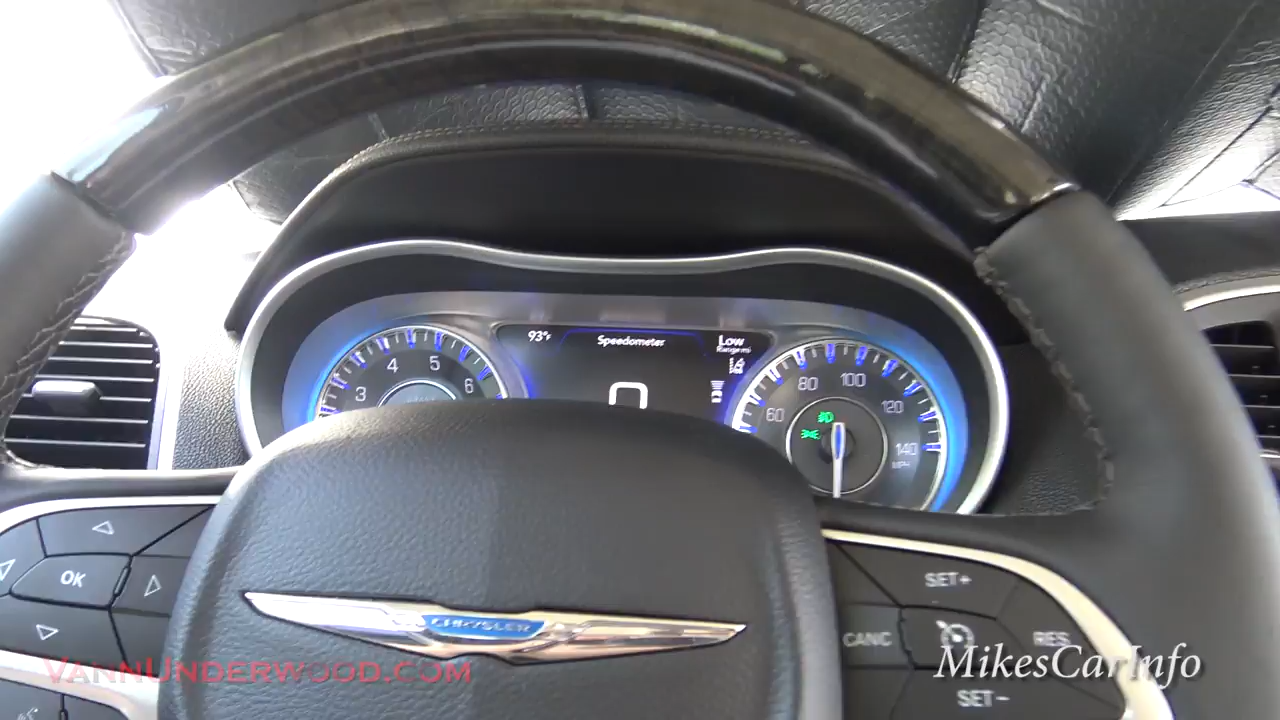 93°F
Speedometer
Low
Range mi
0
3
4
5
6
60
80
100
120
140
MPH
OK
SET+
CANC
RES
SET-
CHRYSLER
VannUnderwood.com
MikesCarInfo